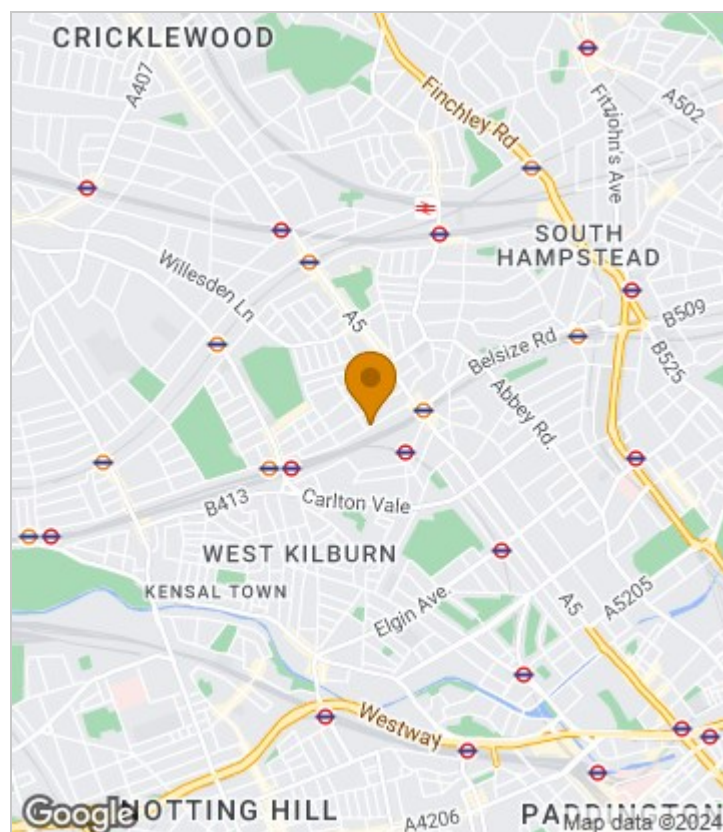 CRICKLEWOOD
A407
Finchley Rd
A502
Fitzjohn's Ave
SOUTH
HAMPSTEAD
Willesden Ln
A5
B509
Belsize Rd
B525
Abbey Rd.
B413
Carlton Vale
WEST KILBURN
KENSAL TOWN
Elgin Ave.
A5
A5205
Westway
Google
NOTTING HILL
A4206
PADDINGTON
Map data ©2024